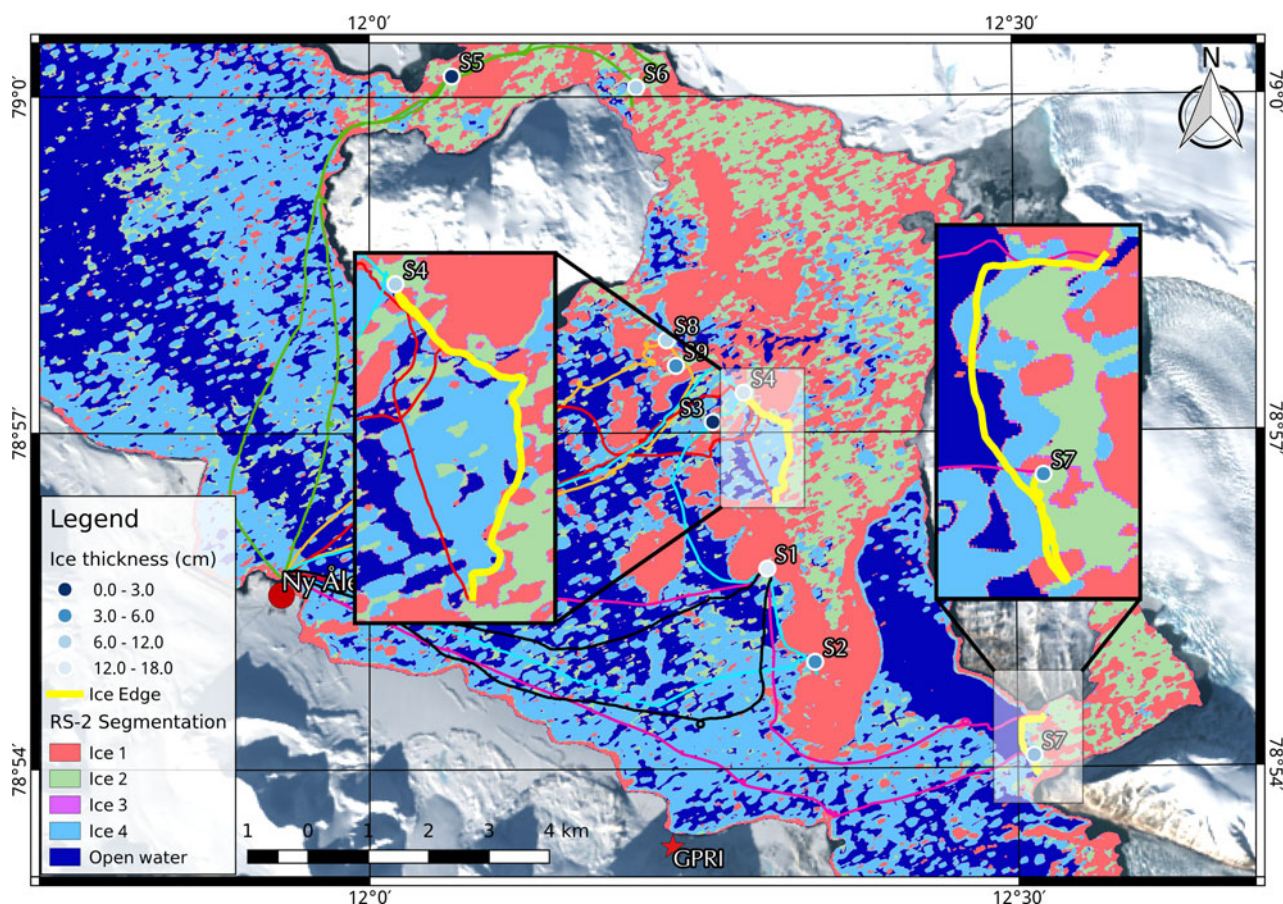 12°0′
12°30′
N
S5
S6
79°0′
79°0′
S4
S8
S9
S4
S3
S7
78°57′
78°57′
S1
S2
S7
Legend
Ice thickness (cm)
0.0 - 3.0
3.0 - 6.0
6.0 - 12.0
12.0 - 18.0
Ice Edge
RS-2 Segmentation
Ice 1
Ice 2
Ice 3
Ice 4
Open water
Ny-Åle
78°54′
78°54′
1 0 1 2 3 4 km
GPRI
12°0′
12°30′